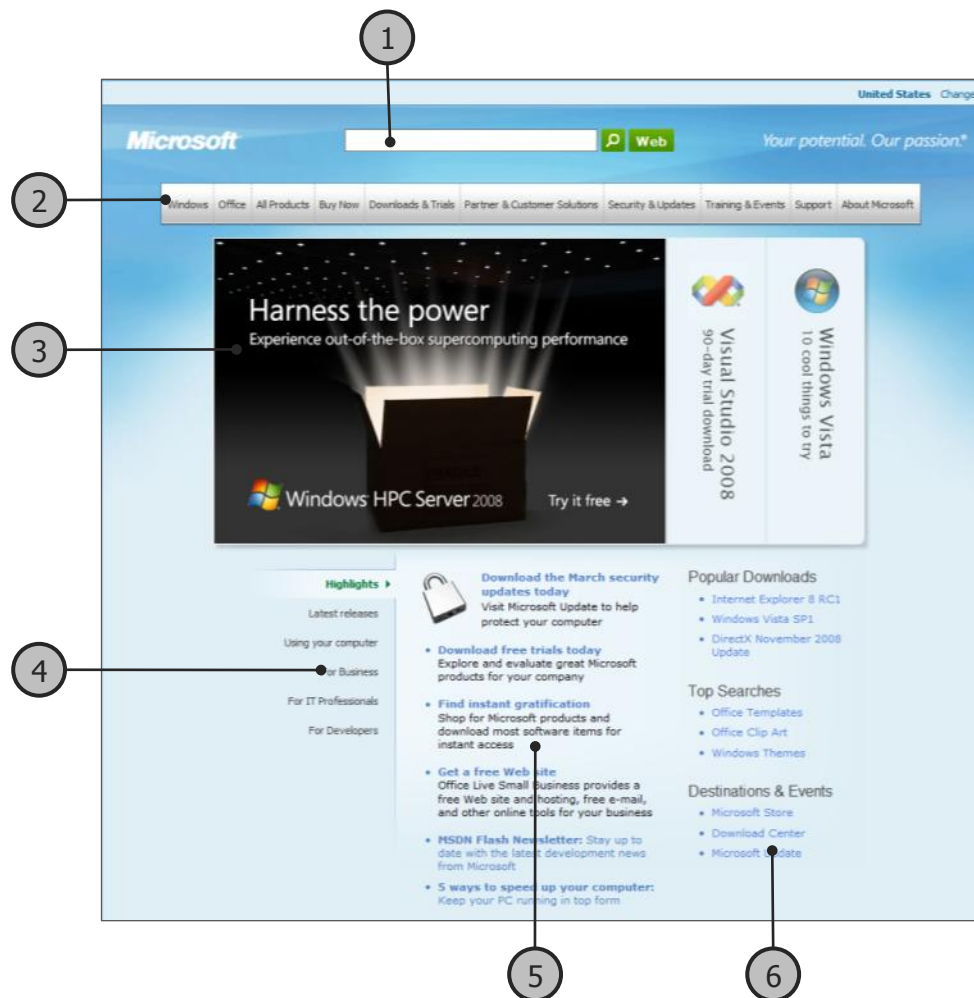 1
United States Change
Microsoft
Web
Your potential. Our passion.*
2
Windows Office All Products Buy Now Downloads & Trials Partner & Customer Solutions Security & Updates Training & Events Support About Microsoft
3
Harness the power
Experience out-of-the-box supercomputing performance
Windows HPC Server 2008
Try it free →
Visual Studio 2008
90-day trial download
Windows Vista
10 cool things to try
Highlights
Latest releases
Using your computer
4
or Business
For IT Professionals
For Developers
Download the March security
updates today
Visit Microsoft Update to help
protect your computer
• Download free trials today
Explore and evaluate great Microsoft
products for your company
• Find instant gratification
Shop for Microsoft products and
download most software items for
instant access
• Get a free Web site
Office Live Small Business provides a
free Web site and hosting, free e-mail,
and other online tools for your business
• MSDN Flash Newsletter: Stay up to
date with the latest development news
from Microsoft
• 5 ways to speed up your computer:
Keep your PC running in top form
Popular Downloads
• Internet Explorer 8 RC1
• Windows Vista SP1
• DirectX November 2008
Update
Top Searches
• Office Templates
• Office Clip Art
• Windows Themes
Destinations & Events
• Microsoft Store
• Download Center
• Microsoft Update
5
6